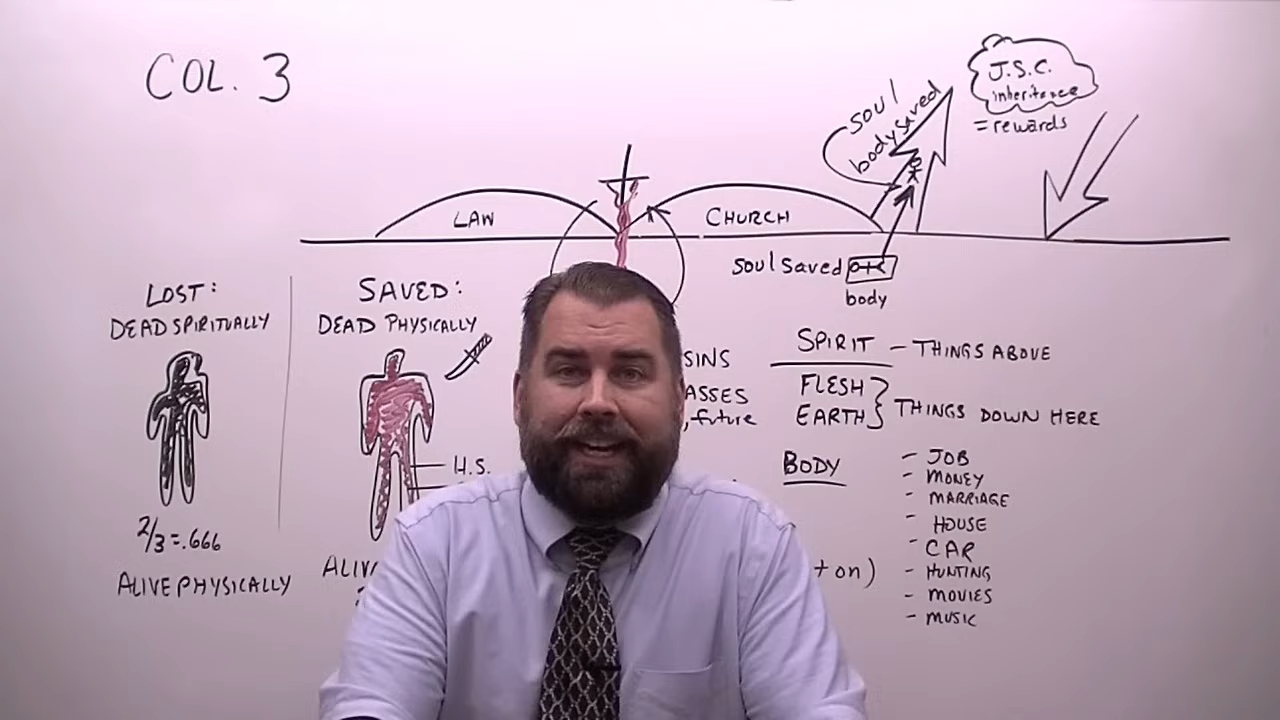 COL. 3
J.S.C.
inheritance
= rewards
soul
body saved
LAW
CHURCH
soul saved
body
LOST:
DEAD SPIRITUALLY
2/3=.666
ALIVE PHYSICALLY
SAVED:
DEAD PHYSICALLY
H.S.
ALIV
SINS
ASSES
, future
SPIRIT – THINGS ABOVE
FLESH
EARTH
THINGS DOWN HERE
BODY
t on)
- JOB
- MONEY
- MARRIAGE
- HOUSE
- CAR
- HUNTING
- MOVIES
- MUSIC